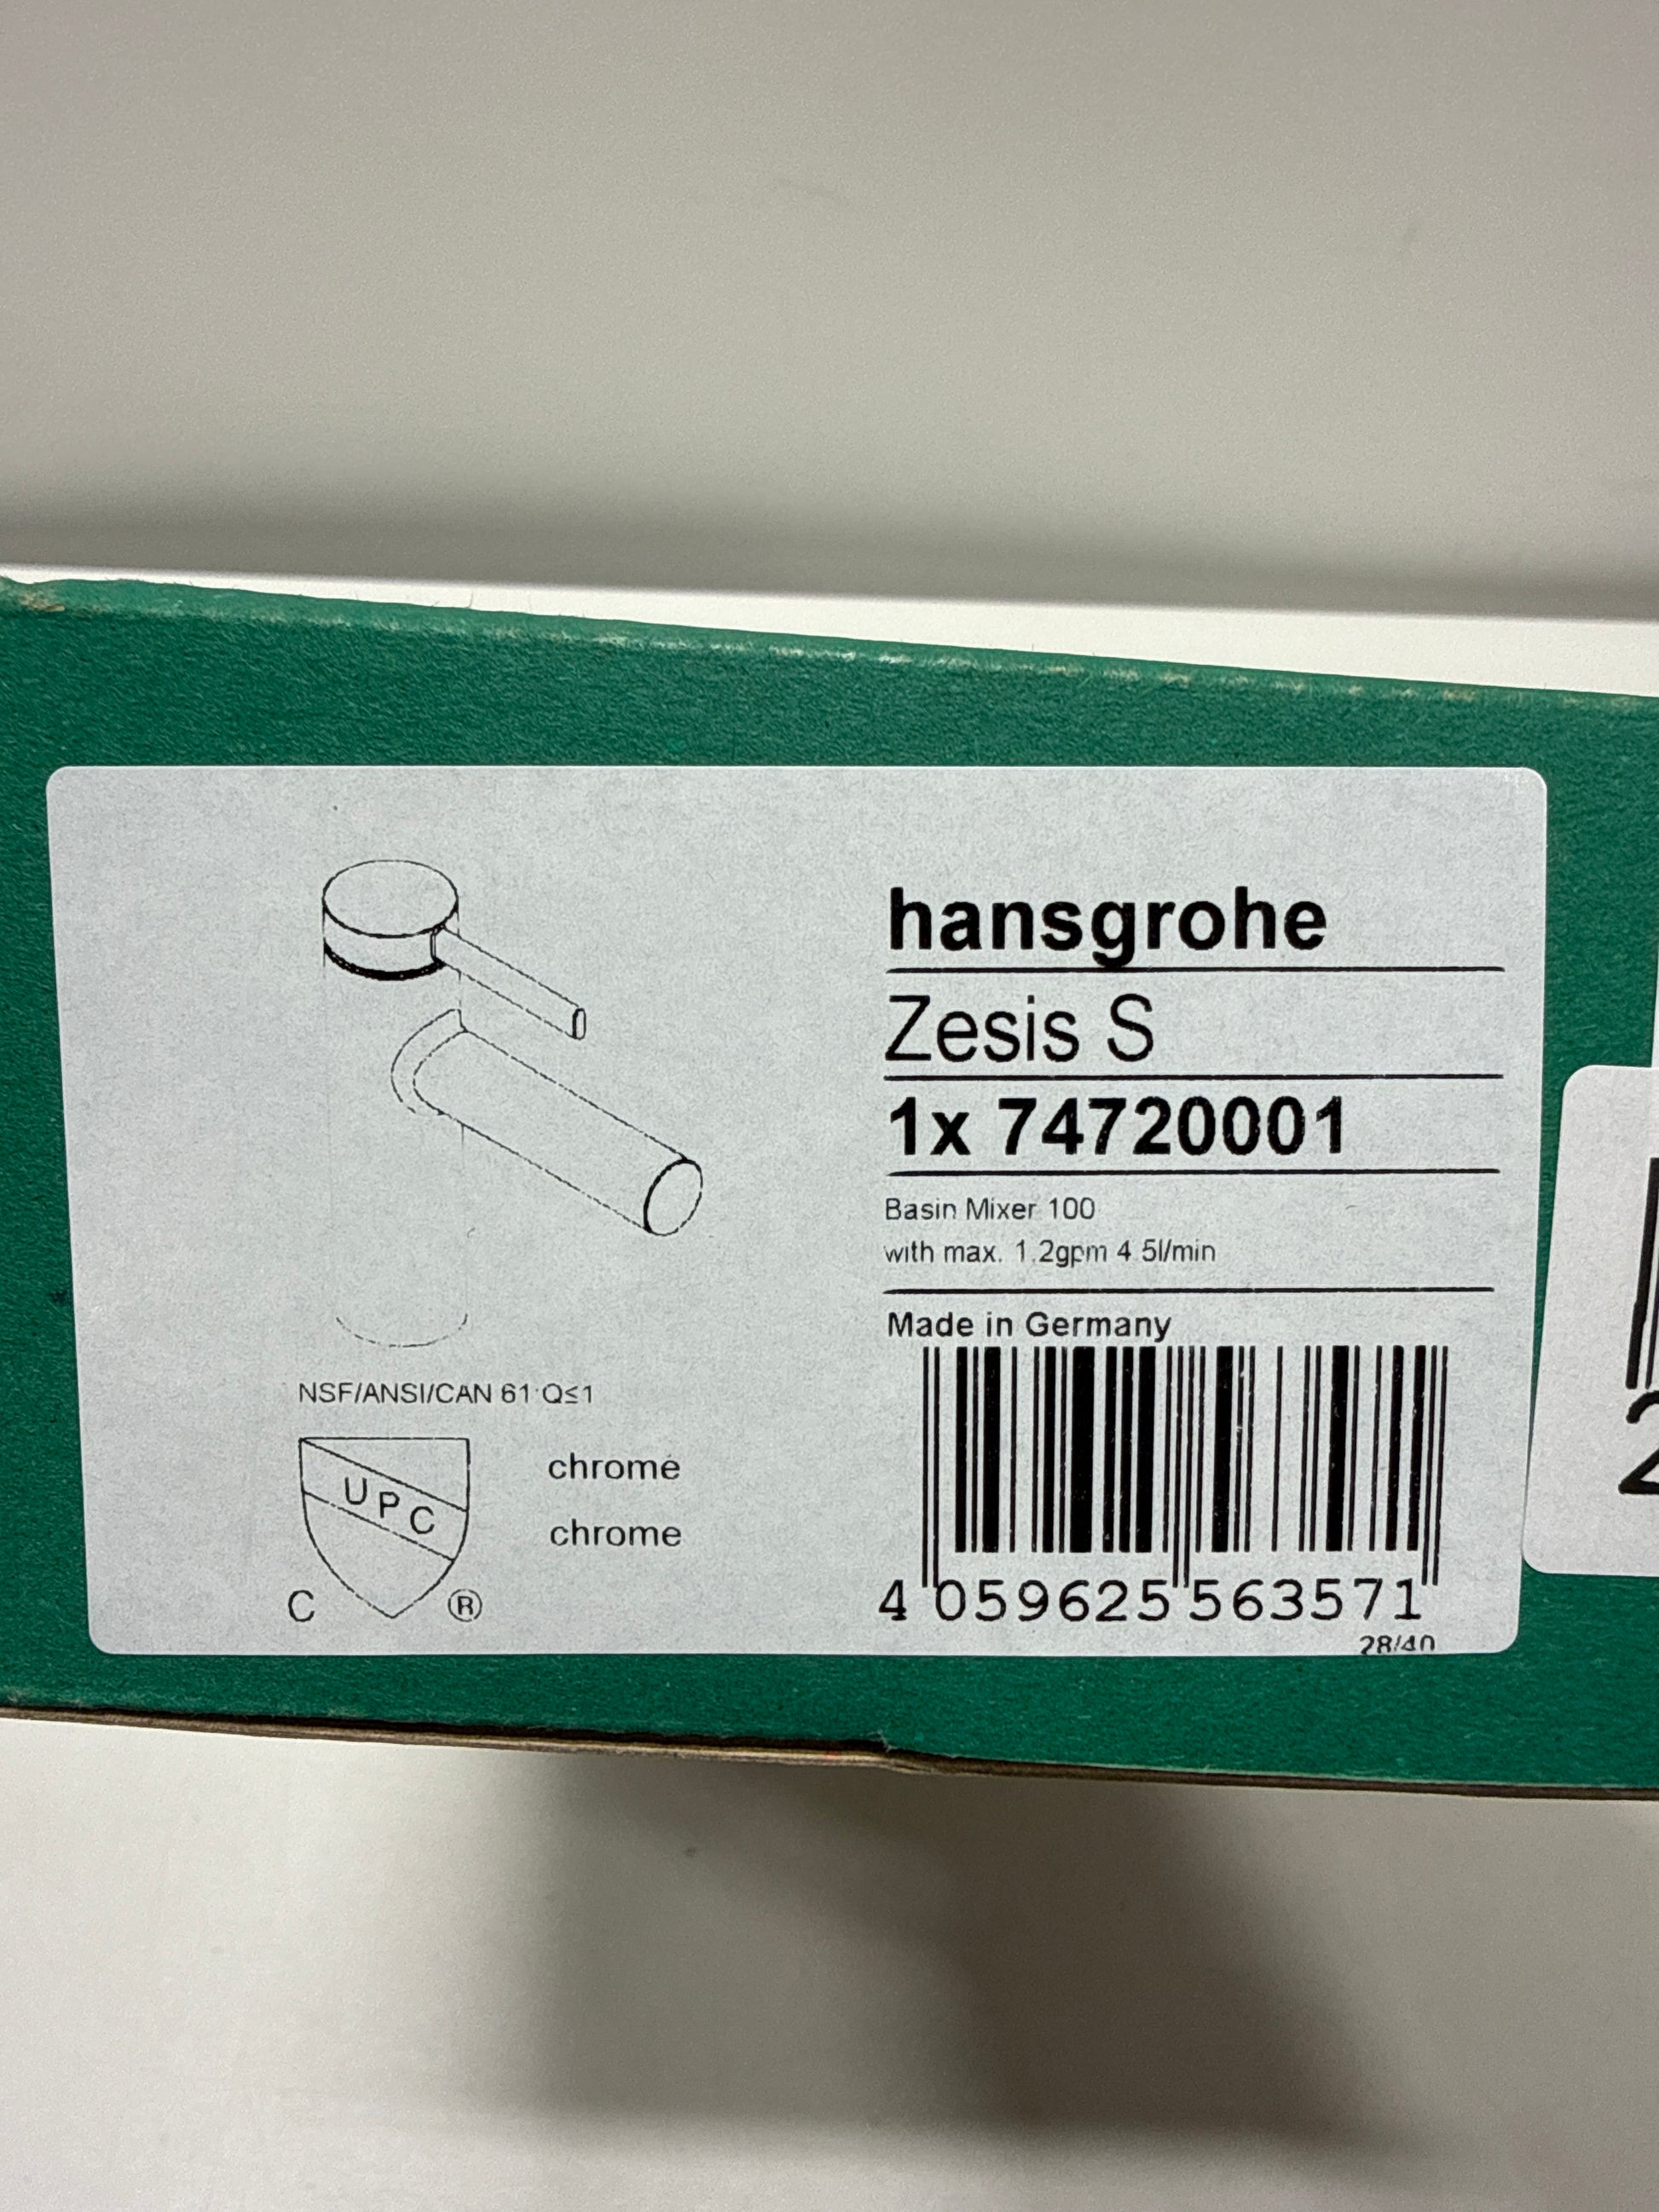 hansgrohe
Zesis S
1x 74720001
Basin Mixer 100
with max. 1.2gpm 4 5l/min
Made in Germany
4 059625 563571
28/40
NSF/ANSI/CAN 61:Q≤1
UPC
C ®
chrome
chrome
2